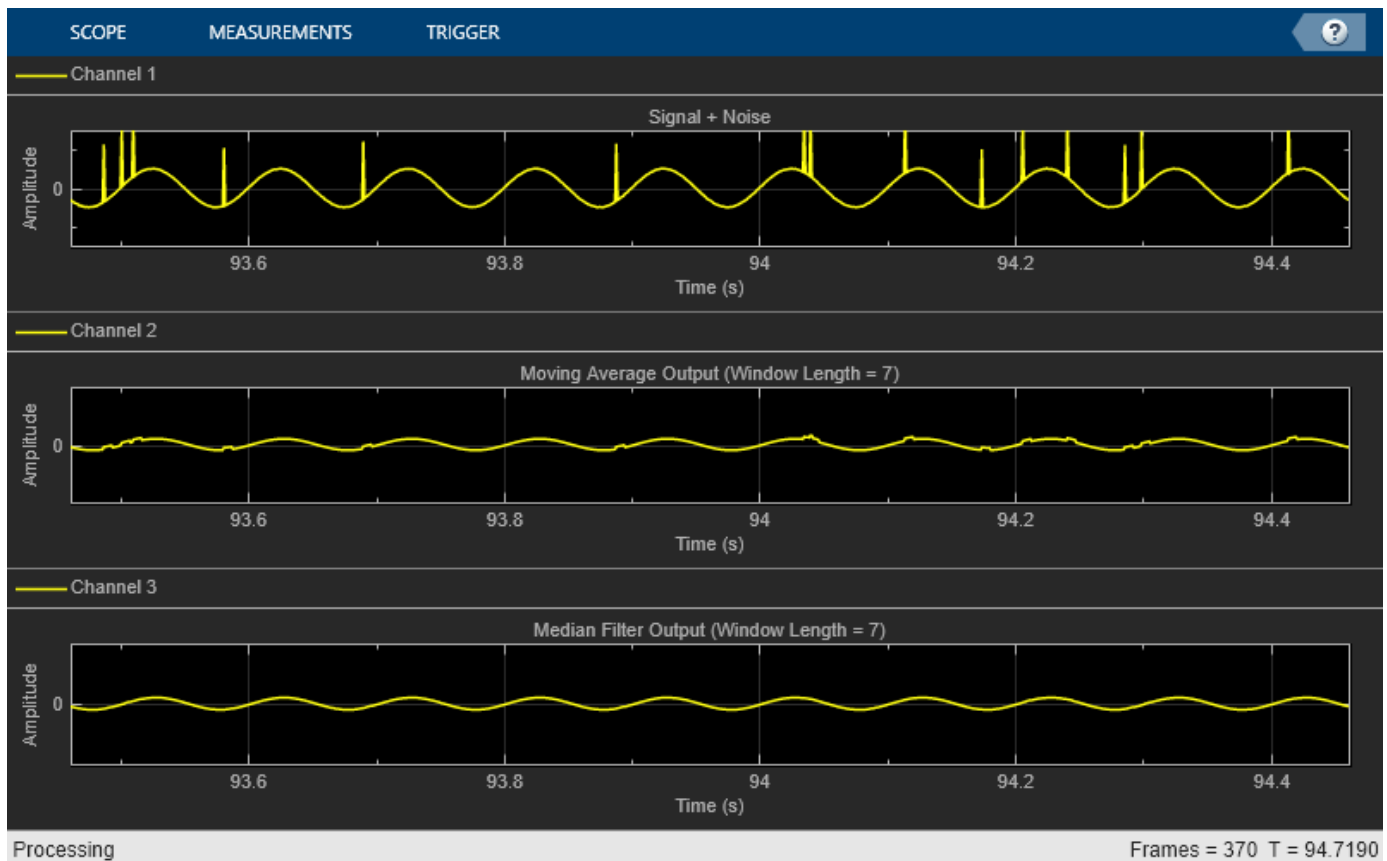 SCOPE MEASUREMENTS TRIGGER ?
Channel 1
Signal + Noise
Amplitude
0
93.6 93.8 94 94.2 94.4
Time (s)
Channel 2
Moving Average Output (Window Length = 7)
Amplitude
0
93.6 93.8 94 94.2 94.4
Time (s)
Channel 3
Median Filter Output (Window Length = 7)
Amplitude
0
93.6 93.8 94 94.2 94.4
Time (s)
Processing Frames = 370 T = 94.7190